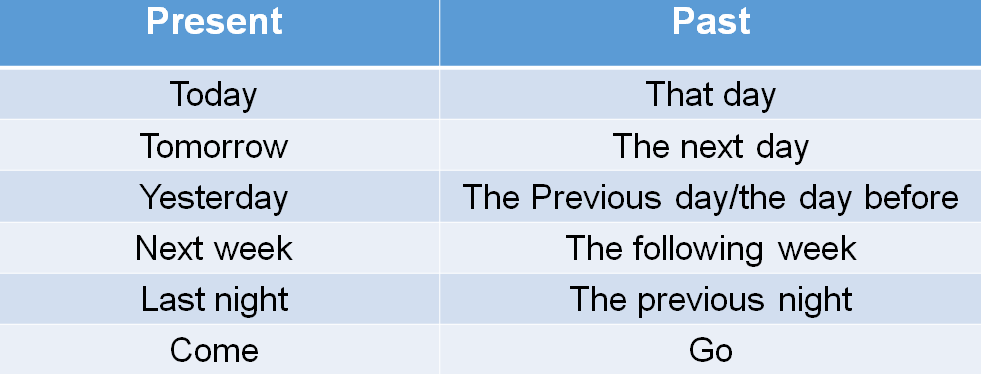 Present Past
Today That day
Tomorrow The next day
Yesterday The Previous day/the day before
Next week The following week
Last night The previous night
Come Go